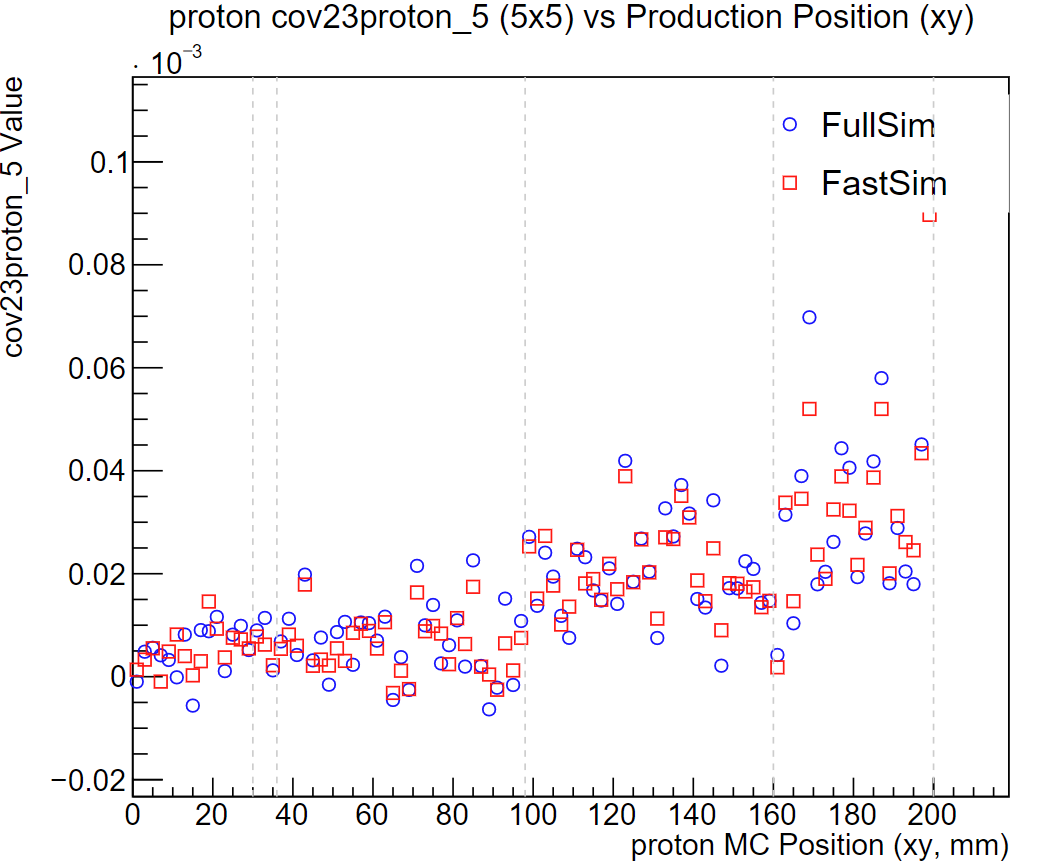 proton cov23proton_5 (5x5) vs Production Position (xy)
· 10−3
cov23proton_5 Value
FullSim
FastSim
0.1
0.08
0.06
0.04
0.02
0
−0.02
0 20 40 60 80 100 120 140 160 180 200
proton MC Position (xy, mm)